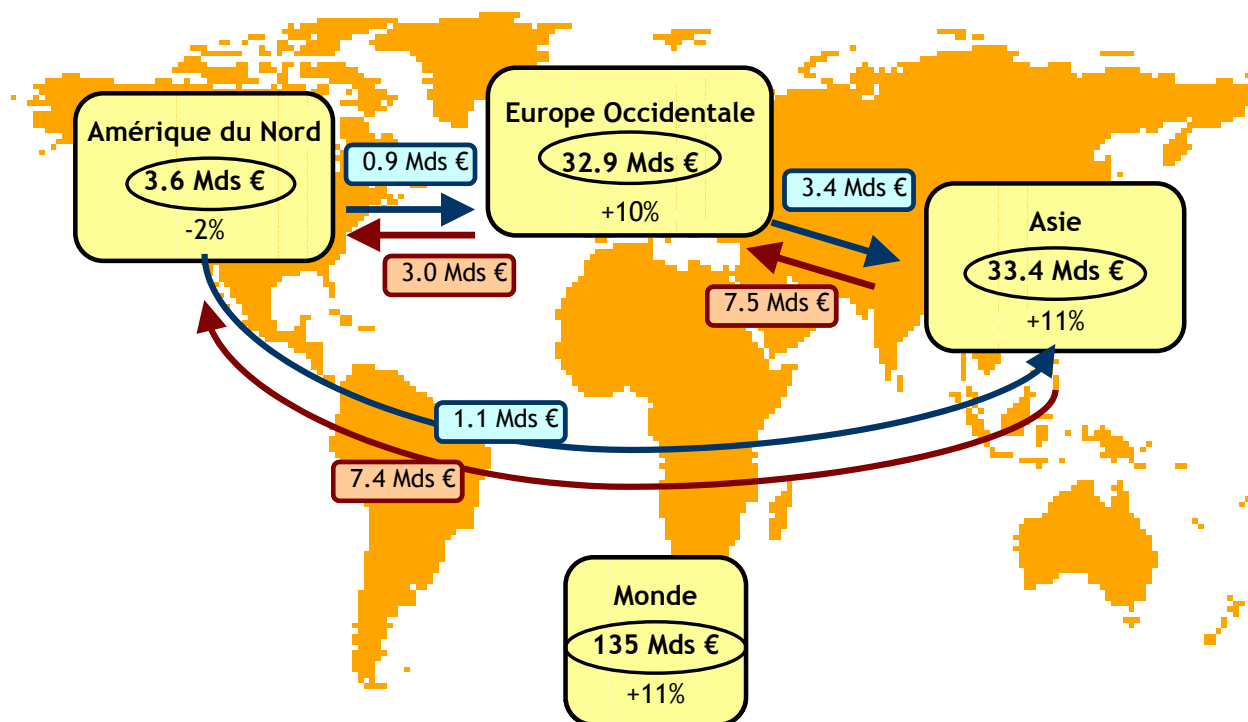 Amérique du Nord
3.6 Mds €
-2%
0.9 Mds €
3.0 Mds €
Europe Occidentale
32.9 Mds €
+10%
3.4 Mds €
7.5 Mds €
Asie
33.4 Mds €
+11%
1.1 Mds €
7.4 Mds €
Monde
135 Mds €
+11%